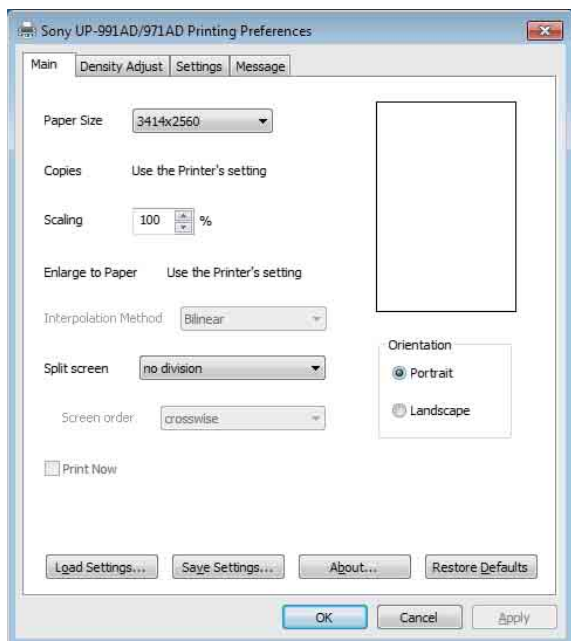 Sony UP-991AD/971AD Printing Preferences
Main Density Adjust Settings Message
Paper Size 3414x2560
Copies Use the Printer's setting
Scaling 100 %
Enlarge to Paper Use the Printer's setting
Interpolation Method Bilinear
Orientation
Split screen no division
Portrait
Screen order crosswise
Landscape
Print Now
Load Settings... Save Settings... About... Restore Defaults
OK Cancel Apply